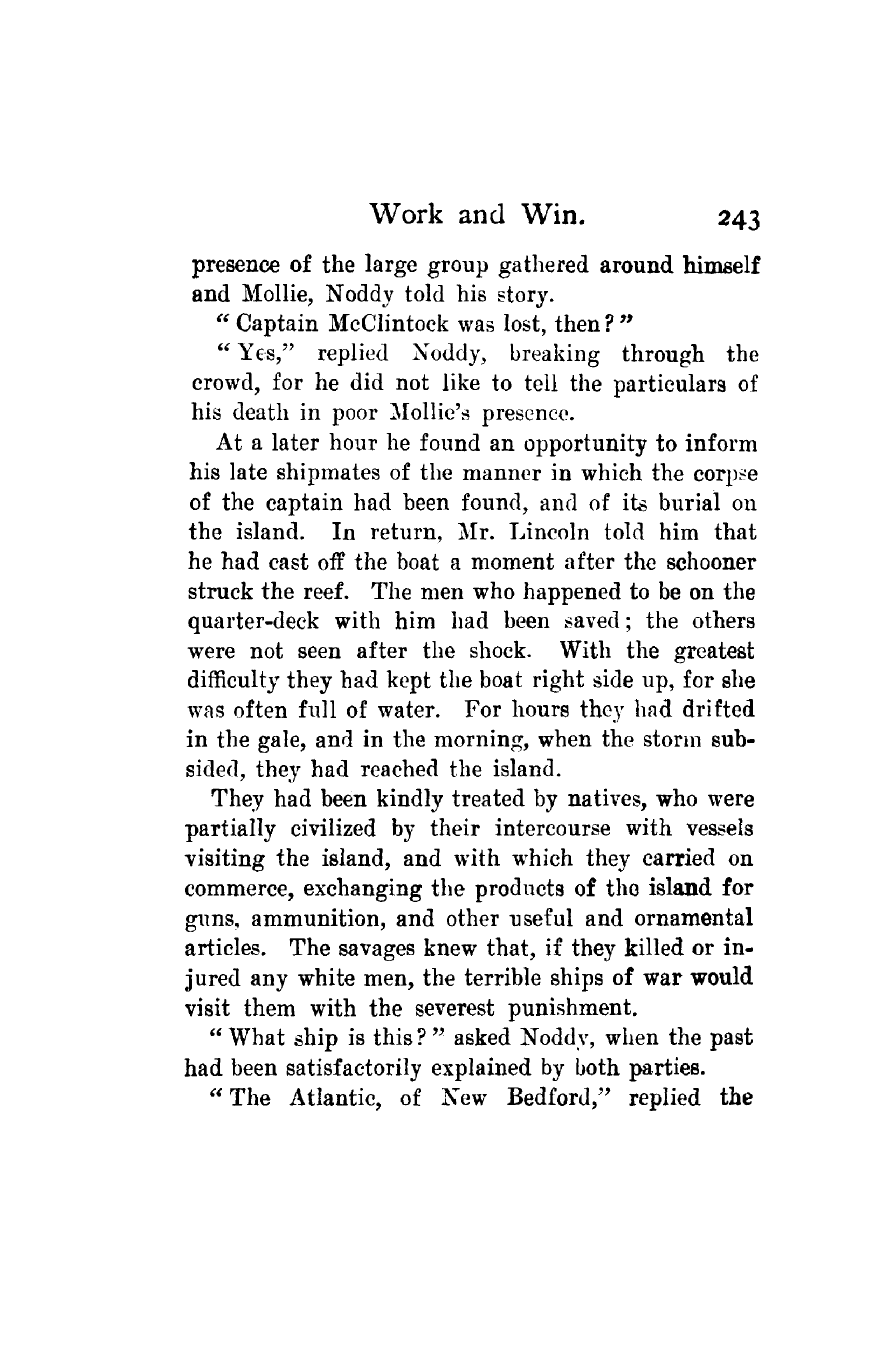 Work and Win. 243
presence of the large group gathered around himself
and Mollie, Noddy told his story.
“ Captain McClintock was lost, then ? ”
“ Yes,” replied Noddy, breaking through the
crowd, for he did not like to tell the particulars of
his death in poor Mollie’s presence.
At a later hour he found an opportunity to inform
his late shipmates of the manner in which the corpse
of the captain had been found, and of its burial on
the island. In return, Mr. Lincoln told him that
he had cast off the boat a moment after the schooner
struck the reef. The men who happened to be on the
quarter-deck with him had been saved ; the others
were not seen after the shock. With the greatest
difficulty they had kept the boat right side up, for she
was often full of water. For hours they had drifted
in the gale, and in the morning, when the storm sub-
sided, they had reached the island.
They had been kindly treated by natives, who were
partially civilized by their intercourse with vessels
visiting the island, and with which they carried on
commerce, exchanging the products of the island for
guns, ammunition, and other useful and ornamental
articles. The savages knew that, if they killed or in-
jured any white men, the terrible ships of war would
visit them with the severest punishment.
“ What ship is this ? ” asked Noddy, when the past
had been satisfactorily explained by both parties.
“ The Atlantic, of New Bedford,” replied the